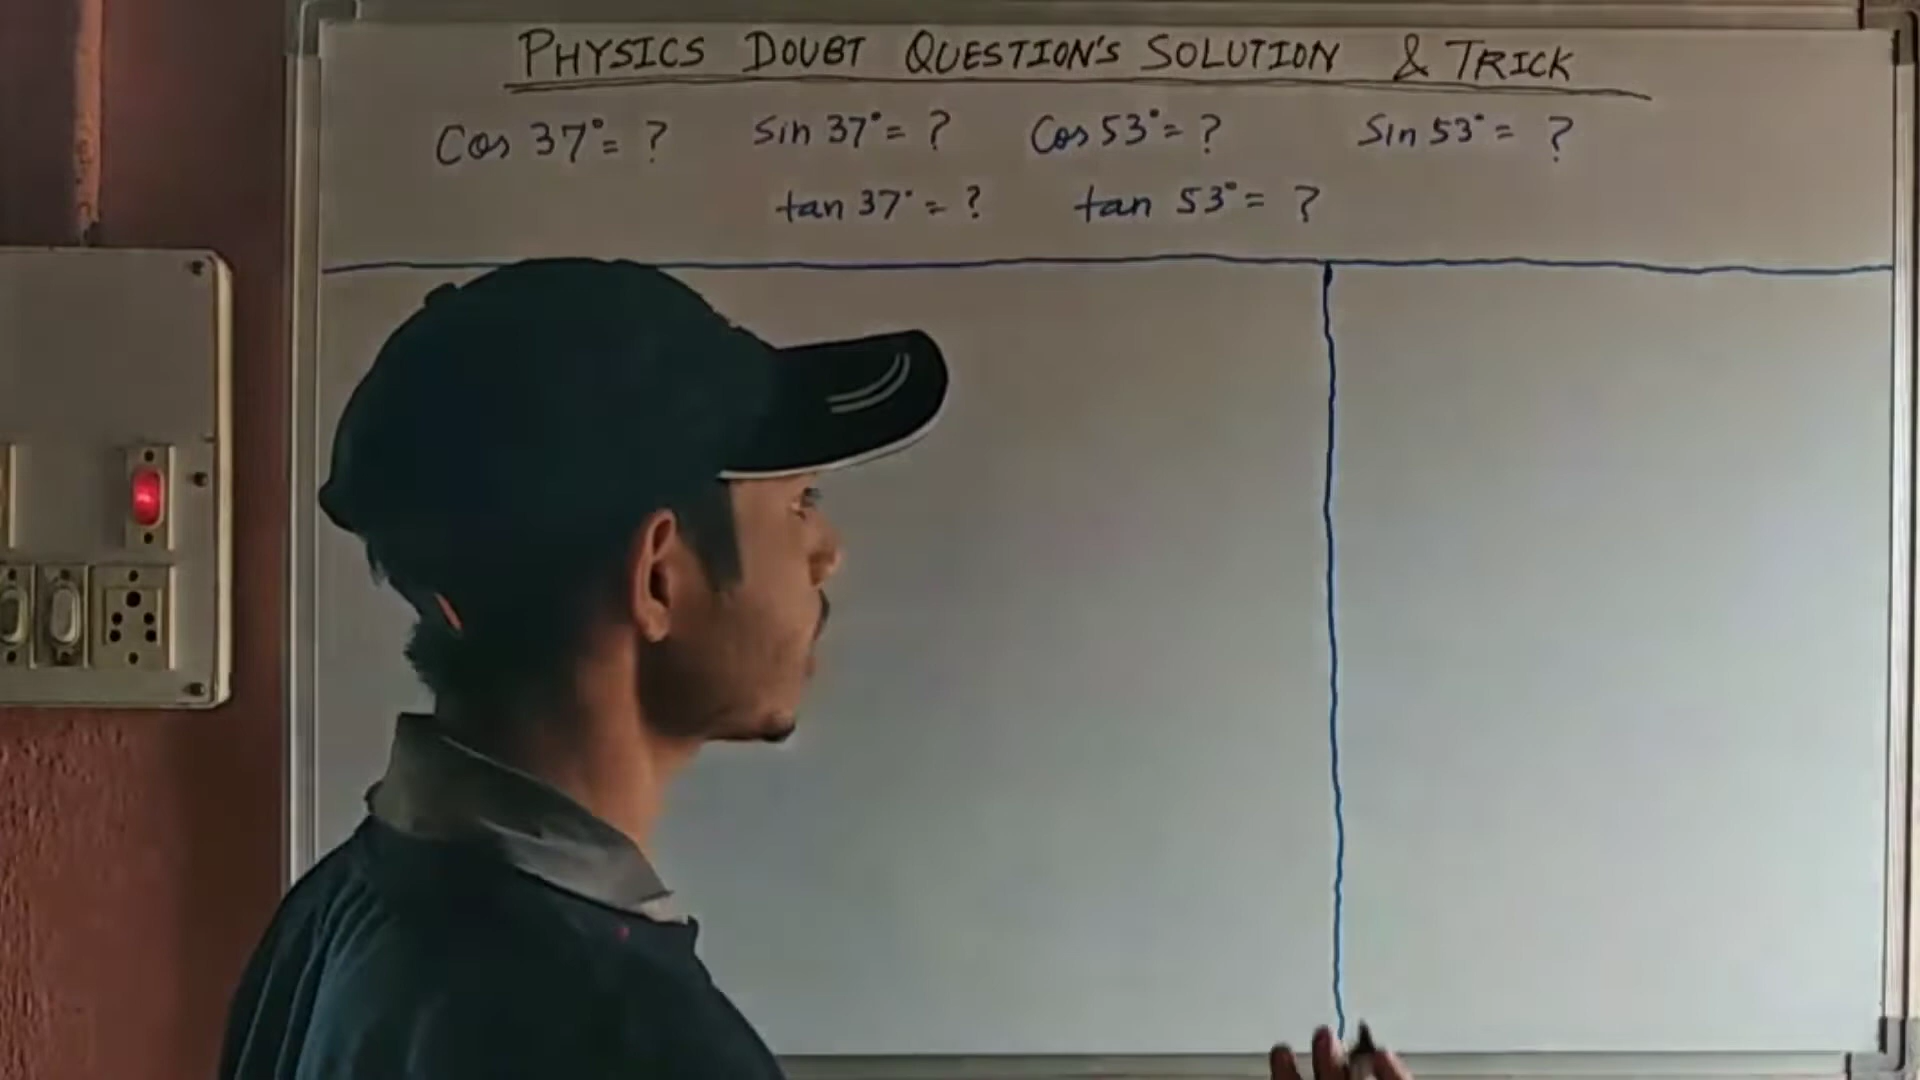 PHYSICS DOUBT QUESTION'S SOLUTION & TRICK
Cos 37° = ? Sin 37° = ? Cos 53° = ? Sin 53° = ?
tan 37° = ? tan 53° = ?